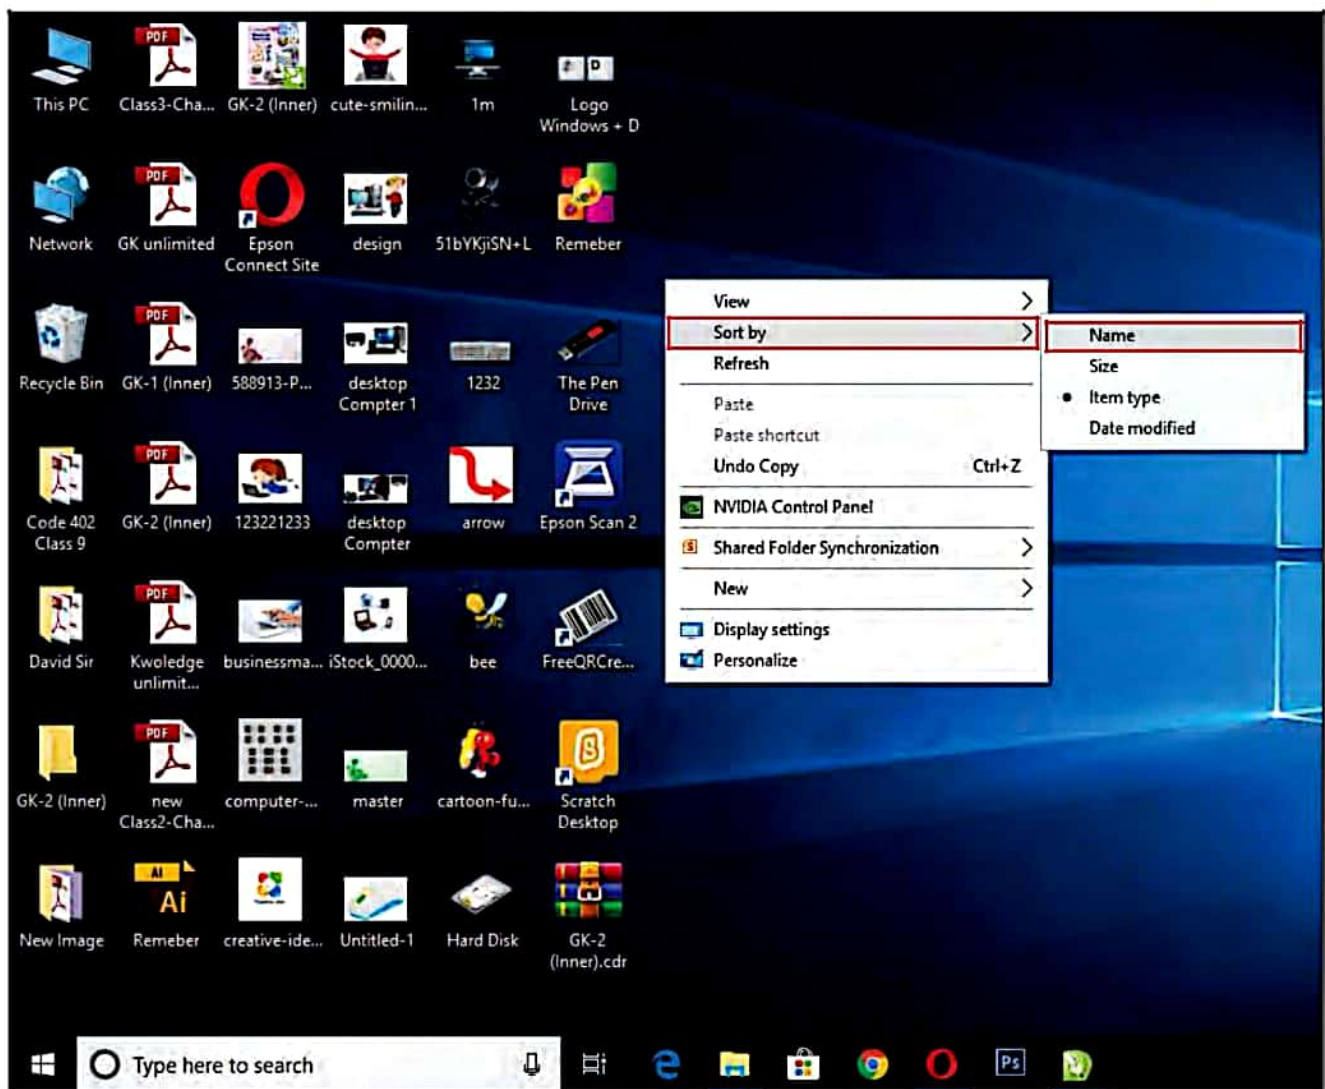 This PC
Class3-Cha...
GK-2 (Inner)
cute-smilin...
1m
Logo
Windows + D
Network
GK unlimited
Epson
Connect Site
design
51bYKjiSN+L
Remeber
Recycle Bin
GK-1 (Inner)
588913-P...
desktop
Compter 1
1232
The Pen
Drive
Code 402
Class 9
GK-2 (Inner)
123221233
desktop
Compter
arrow
Epson Scan 2
David Sir
Kwoledge
unlimit...
businessma...
iStock_0000...
bee
FreeQRCre...
GK-2 (Inner)
new
Class2-Cha...
computer-...
master
cartoon-fu...
Scratch
Desktop
New Image
Remeber
creative-ide...
Untitled-1
Hard Disk
GK-2
(Inner).cdr
PDF
PDF
PDF
PDF
PDF
PDF
AI
Ai
D
S
View
Sort by
Refresh
Paste
Paste shortcut
Undo Copy Ctrl+Z
NVIDIA Control Panel
S Shared Folder Synchronization
New
Display settings
Personalize
Name
Size
Item type
Date modified
Type here to search
Ps